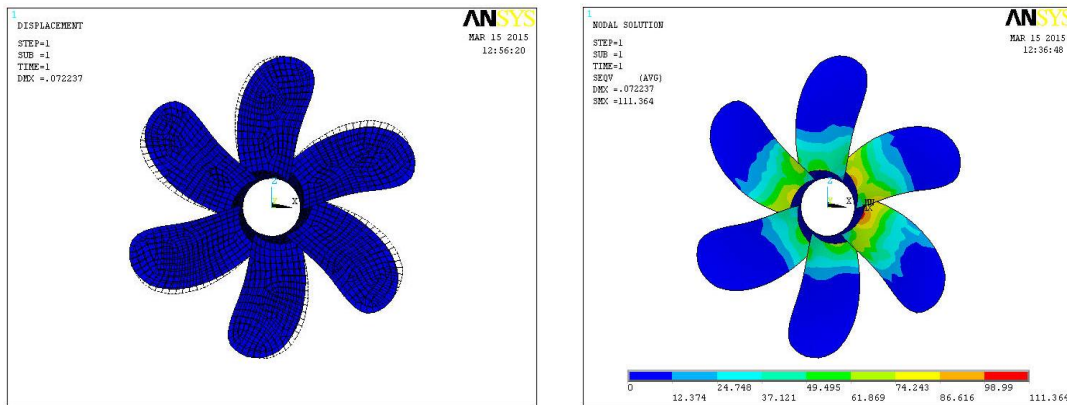 1
DISPLACEMENT
STEP=1
SUB =1
TIME=1
DMX =.072237
ANSYS
MAR 15 2015
12:56:20
Z
X
1
NODAL SOLUTION
STEP=1
SUB =1
TIME=1
SEQV (AVG)
DMX =.072237
SMX =111.364
ANSYS
MAR 15 2015
12:36:48
Z
X
0 24.748 49.495 74.243 98.99
12.374 37.121 61.869 86.616 111.364